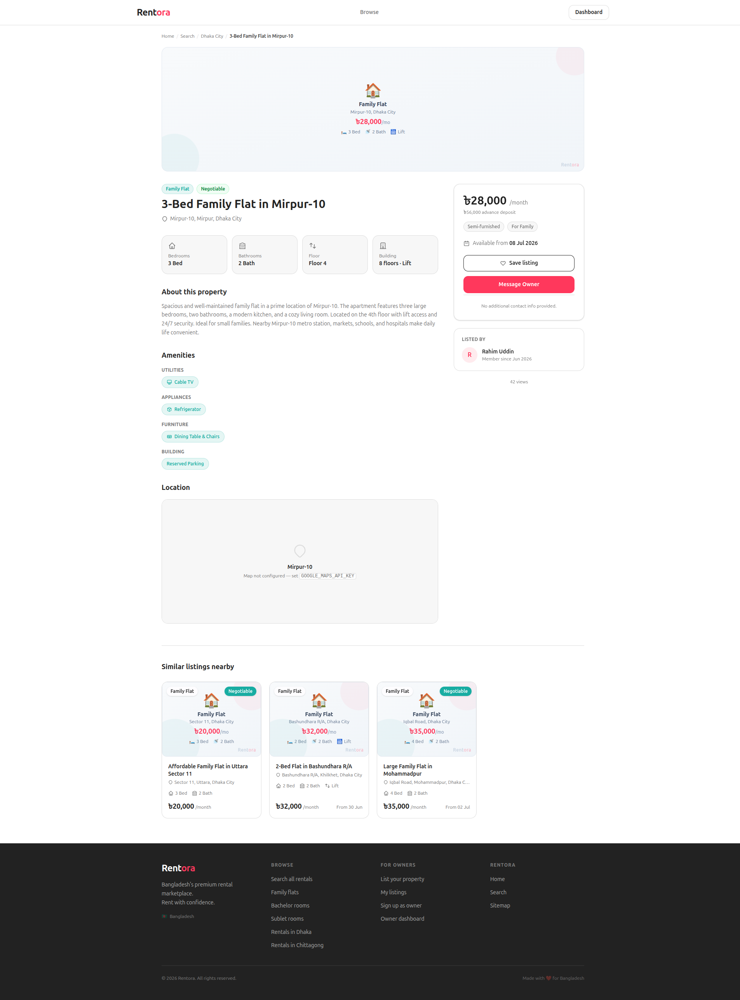 Rentora
Browse
Dashboard
Home / Search / Dhaka City / 3-Bed Family Flat in Mirpur-10
Family Flat
Mirpur-10, Dhaka City
৳28,000/mo
3 Bed 2 Bath Lift
Rentora
Family Flat Negotiable
3-Bed Family Flat in Mirpur-10
Mirpur-10, Mirpur, Dhaka City
Bedrooms
3 Bed
Bathrooms
2 Bath
Floor
Floor 4
Building
8 floors · Lift
About this property
Spacious and well-maintained family flat in a prime location of Mirpur-10. The apartment features three large
bedrooms, two bathrooms, a modern kitchen, and a cozy living room. Located on the 4th floor with lift access and
24/7 security. Ideal for small families. Nearby Mirpur-10 metro station, markets, schools, and hospitals make daily
life convenient.
Amenities
UTILITIES
Cable TV
APPLIANCES
Refrigerator
FURNITURE
Dining Table & Chairs
BUILDING
Reserved Parking
Location
Mirpur-10
Map not configured — set GOOGLE_MAPS_API_KEY
৳28,000 /month
৳56,000 advance deposit
Semi-furnished For Family
Available from 08 Jul 2026
Save listing
Message Owner
No additional contact info provided.
LISTED BY
R
Rahim Uddin
Member since Jun 2026
42 views
Similar listings nearby
Family Flat Negotiable
Family Flat
Sector 11, Dhaka City
৳20,000/mo
3 Bed 2 Bath
Rentora
Affordable Family Flat in Uttara
Sector 11
Sector 11, Uttara, Dhaka City
3 Bed 2 Bath
৳20,000 /month
Family Flat
Family Flat
Bashundhara R/A, Dhaka City
৳32,000/mo
2 Bed 2 Bath Lift
Rentora
2-Bed Flat in Bashundhara R/A
Bashundhara R/A, Khilkhet, Dhaka City
2 Bed 2 Bath Lift
৳32,000 /month From 30 Jun
Family Flat Negotiable
Family Flat
Iqbal Road, Dhaka City
৳35,000/mo
4 Bed 2 Bath
Rentora
Large Family Flat in
Mohammadpur
Iqbal Road, Mohammadpur, Dhaka C...
4 Bed 2 Bath
৳35,000 /month From 02 Jul
Rentora
Bangladesh's premium rental
marketplace.
Rent with confidence.
Bangladesh
BROWSE
Search all rentals
Family flats
Bachelor rooms
Sublet rooms
Rentals in Dhaka
Rentals in Chittagong
FOR OWNERS
List your property
My listings
Sign up as owner
Owner dashboard
RENTORA
Home
Search
Sitemap
© 2026 Rentora. All rights reserved.
Made with ❤️ for Bangladesh